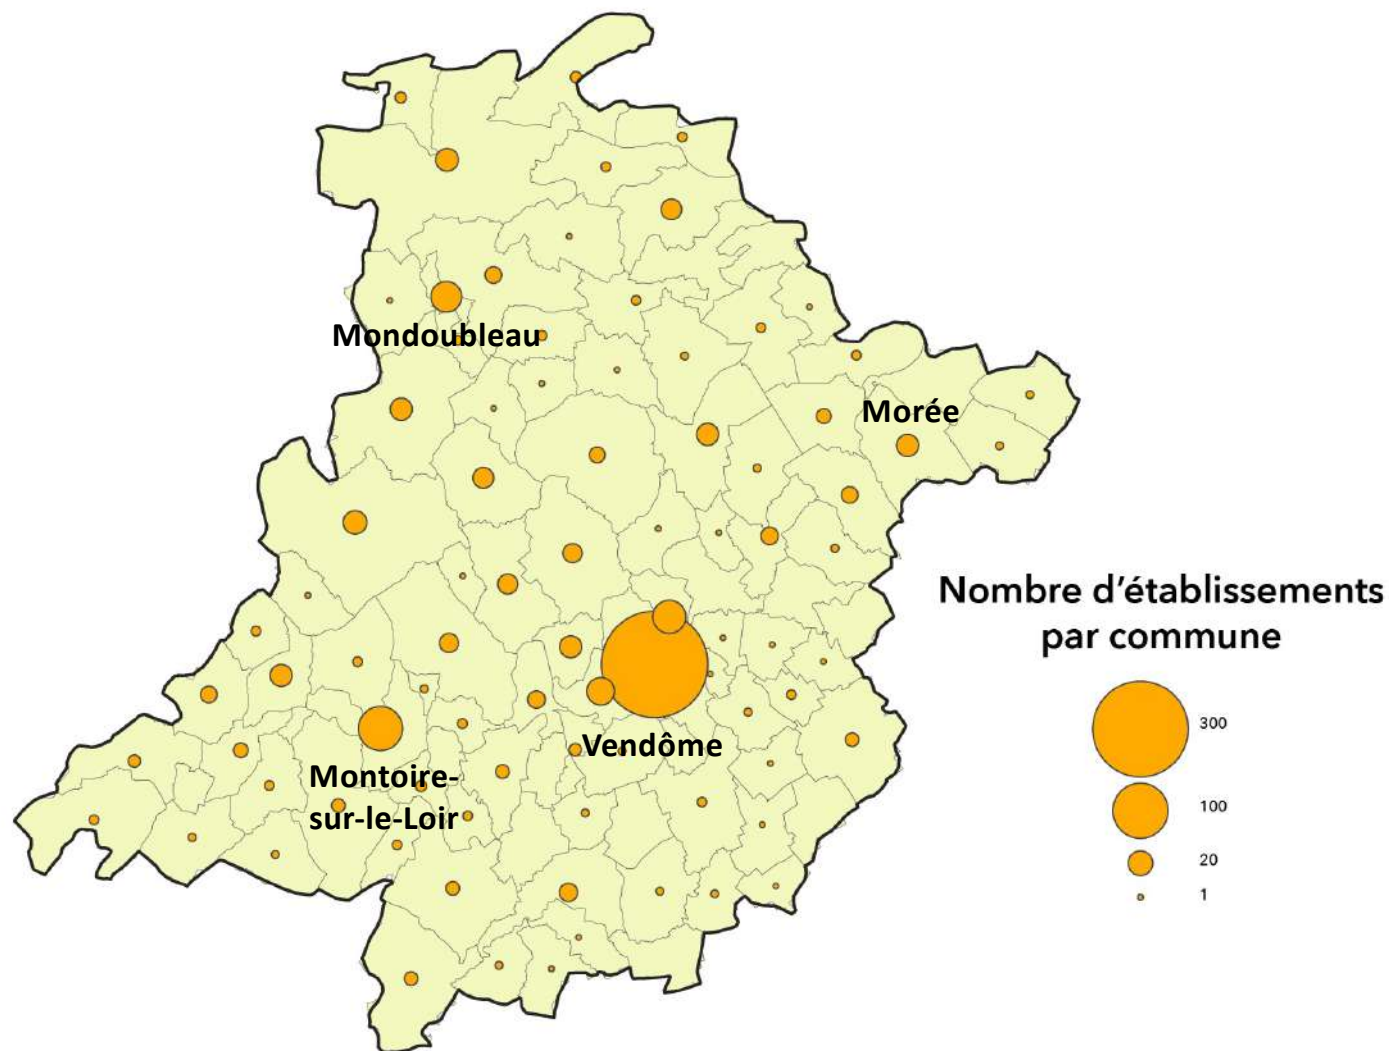 Mondoubleau
Morée
Vendôme
Montoire-
sur-le-Loir
Nombre d'établissements
par commune
300
100
20
1